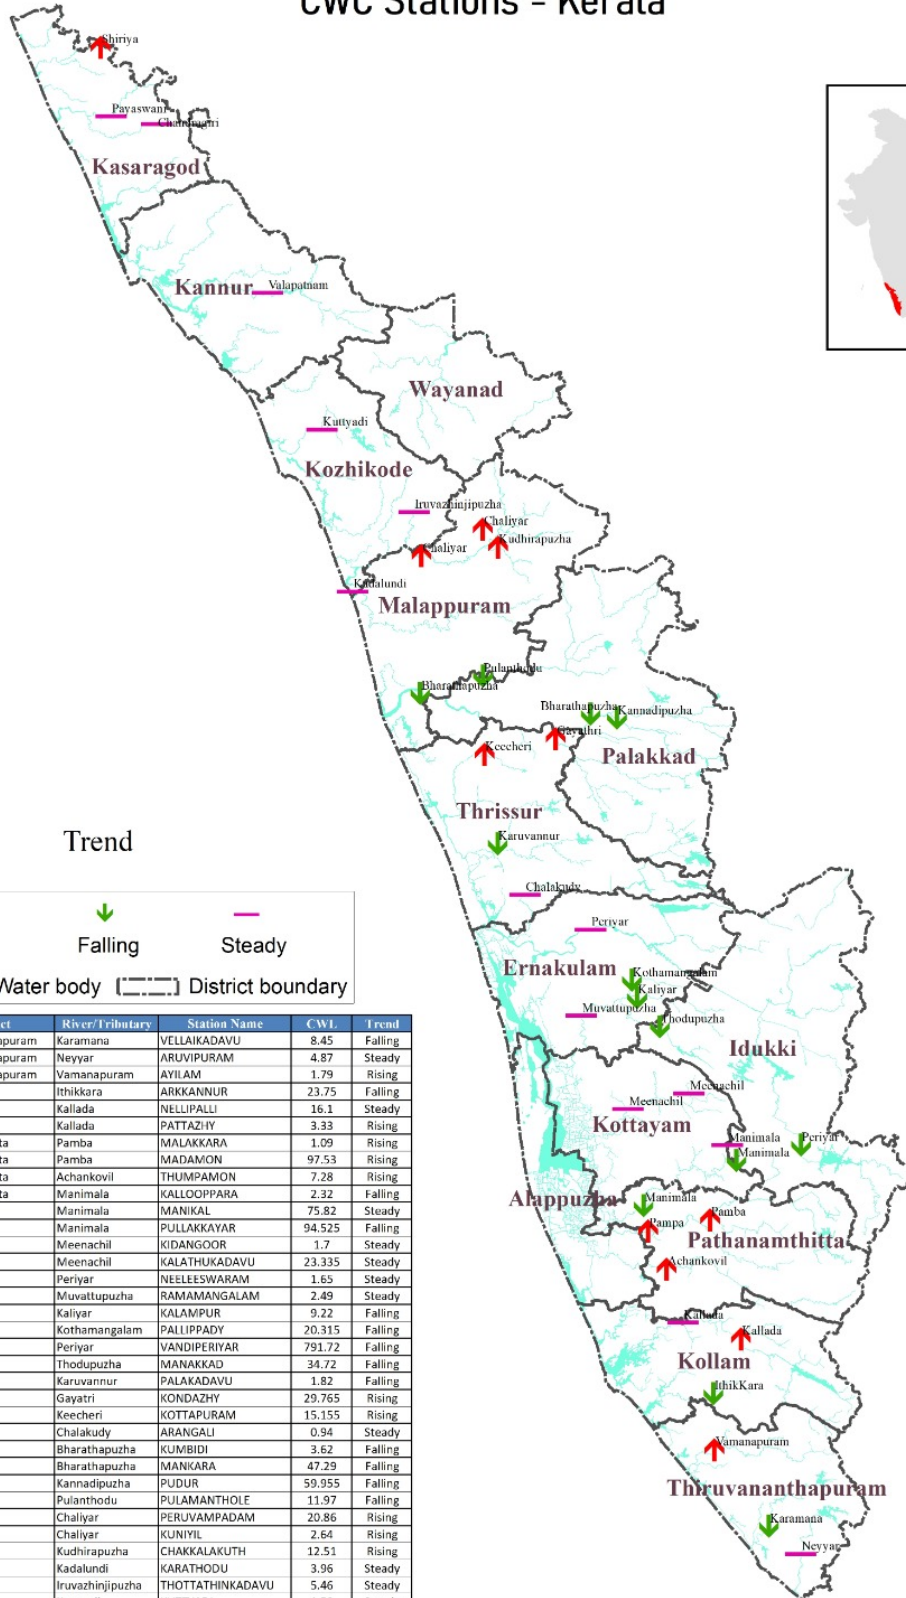 CWC Stations - Kerala
Shiriya
Payaswani
Chandragiri
Kasaragod
Kannur
Valapatnam
Wayanad
Kuttyadi
Kozhikode
Iruvazhinjipuzha
Chaliyar
Kudhirapuzha
Chaliyar
Kadalundi
Malappuram
Pulanthodu
Bharathapuzha
Bharathapuzha
Kannadipuzha
Gayathri
Keecheri
Palakkad
Thrissur
Karuvannur
Chalakudy
Periyar
Ernakulam
Kothamangalam
Kaliyar
Muvattupuzha
Thodupuzha
Idukki
Meenachil
Meenachil
Kottayam
Manimala
Periyar
Manimala
Alappuzha
Manimala
Pamba
Pampa
Pathanamthitta
Achankovil
Kallada
Kallada
Kollam
IthikKara
Vamanapuram
Thiruvananthapuram
Karamana
Neyyar
Trend
Falling Steady
Water body District boundary
ct River/Tributary Station Name CWL Trend
apuram Karamana VELLAIKADAVU 8.45 Falling
apuram Neyyar ARUVIPURAM 4.87 Steady
apuram Vamanapuram AYILAM 1.79 Rising
Ithikkara ARKKANNUR 23.75 Falling
Kallada NELLIPALLI 16.1 Steady
Kallada PATTAZHY 3.33 Rising
ta Pamba MALAKKARA 1.09 Rising
ta Pamba MADAMON 97.53 Rising
ta Achankovil THUMPAMON 7.28 Rising
ta Manimala KALLOOPPARA 2.32 Falling
Manimala MANIKAL 75.82 Steady
Manimala PULLAKKAYAR 94.525 Falling
Meenachil KIDANGOOR 1.7 Steady
Meenachil KALATHUKADAVU 23.335 Steady
Periyar NEELEESWARAM 1.65 Steady
Muvattupuzha RAMAMANGALAM 2.49 Steady
Kaliyar KALAMPUR 9.22 Falling
Kothamangalam PALLIPPADY 20.315 Falling
Periyar VANDIPERIYAR 791.72 Falling
Thodupuzha MANAKKAD 34.72 Falling
Karuvannur PALAKADAVU 1.82 Falling
Gayatri KONDAZHY 29.765 Rising
Keecheri KOTTAPURAM 15.155 Rising
Chalakudy ARANGALI 0.94 Steady
Bharathapuzha KUMBIDI 3.62 Falling
Bharathapuzha MANKARA 47.29 Falling
Kannadipuzha PUDUR 59.955 Falling
Pulanthodu PULAMANTHOLE 11.97 Falling
Chaliyar PERUVAMPADAM 20.86 Rising
Chaliyar KUNIYIL 2.64 Rising
Kudhirapuzha CHAKKALAKUTH 12.51 Rising
Kadalundi KARATHODU 3.96 Steady
Iruvazhinjipuzha THOTTATHINKADAVU 5.46 Steady